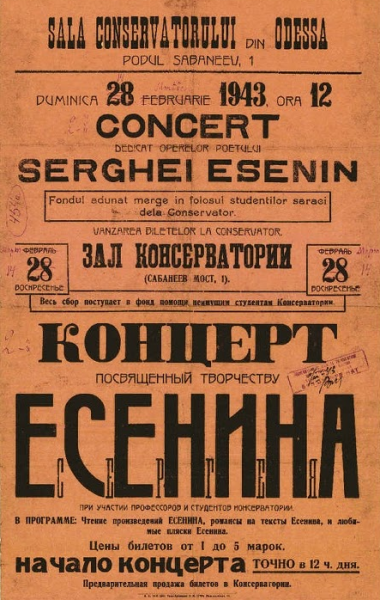 SALA CONSERVATORULUI DIN ODESSA
PODUL SABANEEV, 1
DUMINICA 28 FEBRUARIE 1943, ORA 12
CONCERT
DEDICAT OPERELOR POETULUI
SERGHEI ESENIN
Fondul adunat merge in folosul studentilor saraci
dela Conservator.
VANZAREA BILETELOR LA CONSERVATOR.
ФЕВРАЛЬ
28
ВОСКРЕСЕНЬЕ
ЗАЛ КОНСЕРВАТОРИИ
(САБАНЕЕВ МОСТ, 1).
ФЕВРАЛЬ
28
ВОСКРЕСЕНЬЕ
Весь сбор поступает в фонд помощи неимущим студентам Консерватории.
КОНЦЕРТ
ПОСВЯЩЕННЫЙ ТВОРЧЕСТВУ
ЕСЕНИНА
СЕРГЕЯ
ПРИ УЧАСТИИ ПРОФЕССОРОВ И СТУДЕНТОВ КОНСЕРВАТОРИИ.
В ПРОГРАММЕ: Чтение произведений ЕСЕНИНА, романсы на тексты Есенина, и люби-
мые пляски Есенина.
Цены билетов от 1 до 5 марок.
начало концерта ТОЧНО в 12 ч. дня.
Предварительная продажа билетов в Консерватории.